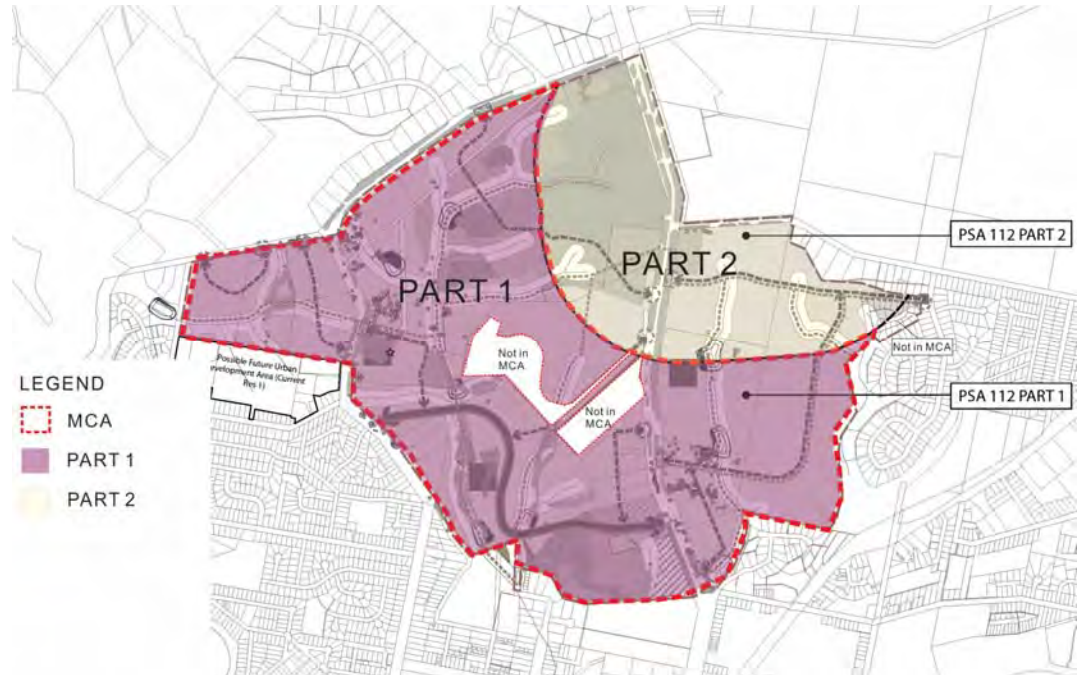 PART 1
PART 2
PSA 112 PART 2
Not in
MCA
Not in
MCA
Not in MCA
PSA 112 PART 1
Possible Future Urban
Development Area (Current
Res 1)
LEGEND
MCA
PART 1
PART 2